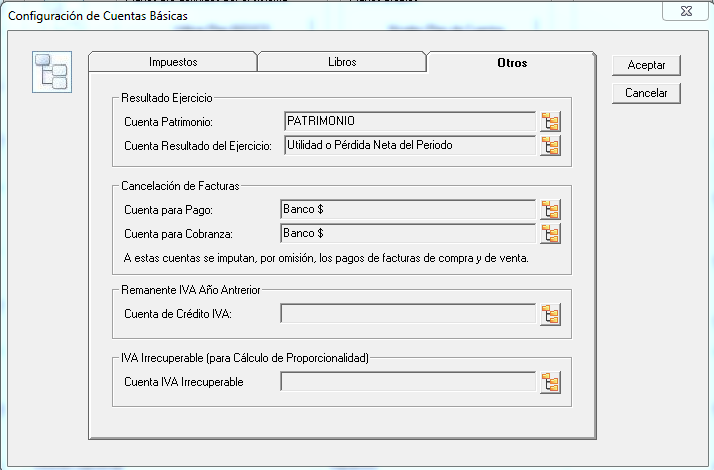 Configuración de Cuentas Básicas
Impuestos
Libros
Otros
Aceptar
Cancelar
Resultado Ejercicio
Cuenta Patrimonio:
PATRIMONIO
Cuenta Resultado del Ejercicio:
Utilidad o Pérdida Neta del Periodo
Cancelación de Facturas
Cuenta para Pago:
Banco $
Cuenta para Cobranza:
Banco $
A estas cuentas se imputan, por omisión, los pagos de facturas de compra y de venta.
Remanente IVA Año Antrerior
Cuenta de Crédito IVA:
IVA Irrecuperable (para Cálculo de Proporcionalidad)
Cuenta IVA Irrecuperable